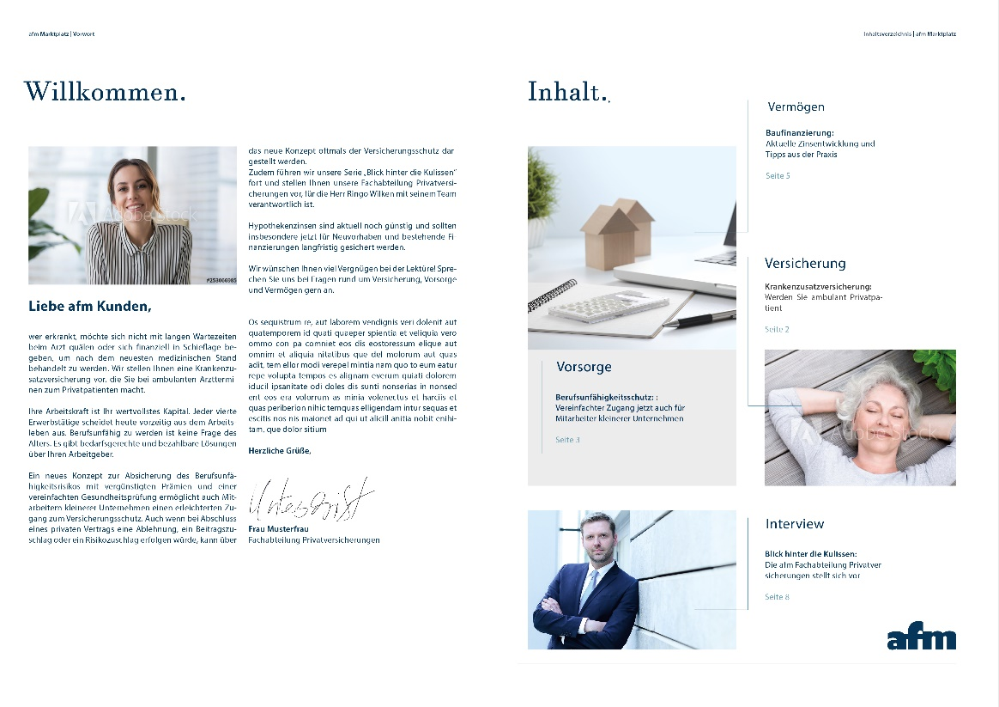 afm Marktplatz | Vorwort
Willkommen.
Adobe Stock
#253066985
Liebe afm Kunden,
wer erkrankt, möchte sich nicht mit langen Wartezeiten
beim Arzt quälen oder sich finanziell in Schieflage be-
geben, um nach dem neuesten medizinischen Stand
behandelt zu werden. Wir stellen Ihnen eine Krankenzu-
satzversicherung vor, die Sie bei ambulanten Arzttermi
nen zum Privatpatienten macht.
Ihre Arbeitskraft ist Ihr wertvollstes Kapital. Jeder vierte
Erwerbstätige scheidet heute vorzeitig aus dem Arbeits
leben aus. Berufsunfähig zu werden ist keine Frage des
Alters. Es gibt bedarfsgerechte und bezahlbare Lösungen
über Ihren Arbeitgeber.
Ein neues Konzept zur Absicherung des Berufsunfä-
higkeitsrisikos mit vergünstigten Prämien und einer
vereinfachten Gesundheitsprüfung ermöglicht auch Mit-
arbeitern kleinerer Unternehmen einen erleichterten Zu-
gang zum Versicherungsschutz. Auch wenn bei Abschluss
eines privaten Vertrags eine Ablehnung, ein Beitragszu-
schlag oder ein Risikozuschlag erfolgen würde, kann über
das neue Konzept oftmals der Versicherungsschutz dar
gestellt werden.
Zudem führen wir unsere Serie „Blick hinter die Kulissen“
fort und stellen Ihnen unsere Fachabteilung Privatversi-
cherungen vor, für die Herr Ringo Wilken mit seinem Team
verantwortlich ist.
Hypothekenzinsen sind aktuell noch günstig und sollten
insbesondere jetzt für Neuvorhaben und bestehende Fi-
nanzierungen langfristig gesichert werden.
Wir wünschen Ihnen viel Vergnügen bei der Lektüre! Spre-
chen Sie uns bei Fragen rund um Versicherung, Vorsorge
und Vermögen gern an.
Os sequistrum re, aut laborem vendignis veri dolenit aut
quatemporem id quati quaeper spientia et veliquia vero
ommo con pa comniet eos dis eostoressum elique aut
omnim et aliquia nitatibus que del molorum aut quas
adit, tem ellor modi verepel mintia nam quo to eum eatur
repe volupta tempos es alignam everum quiati dolorem
iducil ipsanitate odi doles dis sunti nonserias in nonsed
ent eos era volorrum as minia volenectus et harciis et
quas periberion nihic temquas elligendam intur sequas et
escitis nos nis maionet ad qui ut alicill anitia nobit enihi-
tam, que dolor sitium
Herzliche Grüße,
Unterschrift
Frau Musterfrau
Fachabteilung Privatversicherungen
Inhaltsverzeichnis | afm Marktplatz
Inhalt..
Vermögen
Baufinanzierung:
Aktuelle Zinsentwicklung und
Tipps aus der Praxis
Seite 5
Versicherung
Krankenzusatzversicherung:
Werden Sie ambulant Privatpa-
tient
Seite 2
Adobe Stock
Vorsorge
Berufsunfähigkeitsschutz: :
Vereinfachter Zugang jetzt auch für
Mitarbeiter kleinerer Unternehmen
Seite 3
Interview
Blick hinter die Kulissen:
Die afm Fachabteilung Privatver
sicherungen stellt sich vor
Seite 8
afm